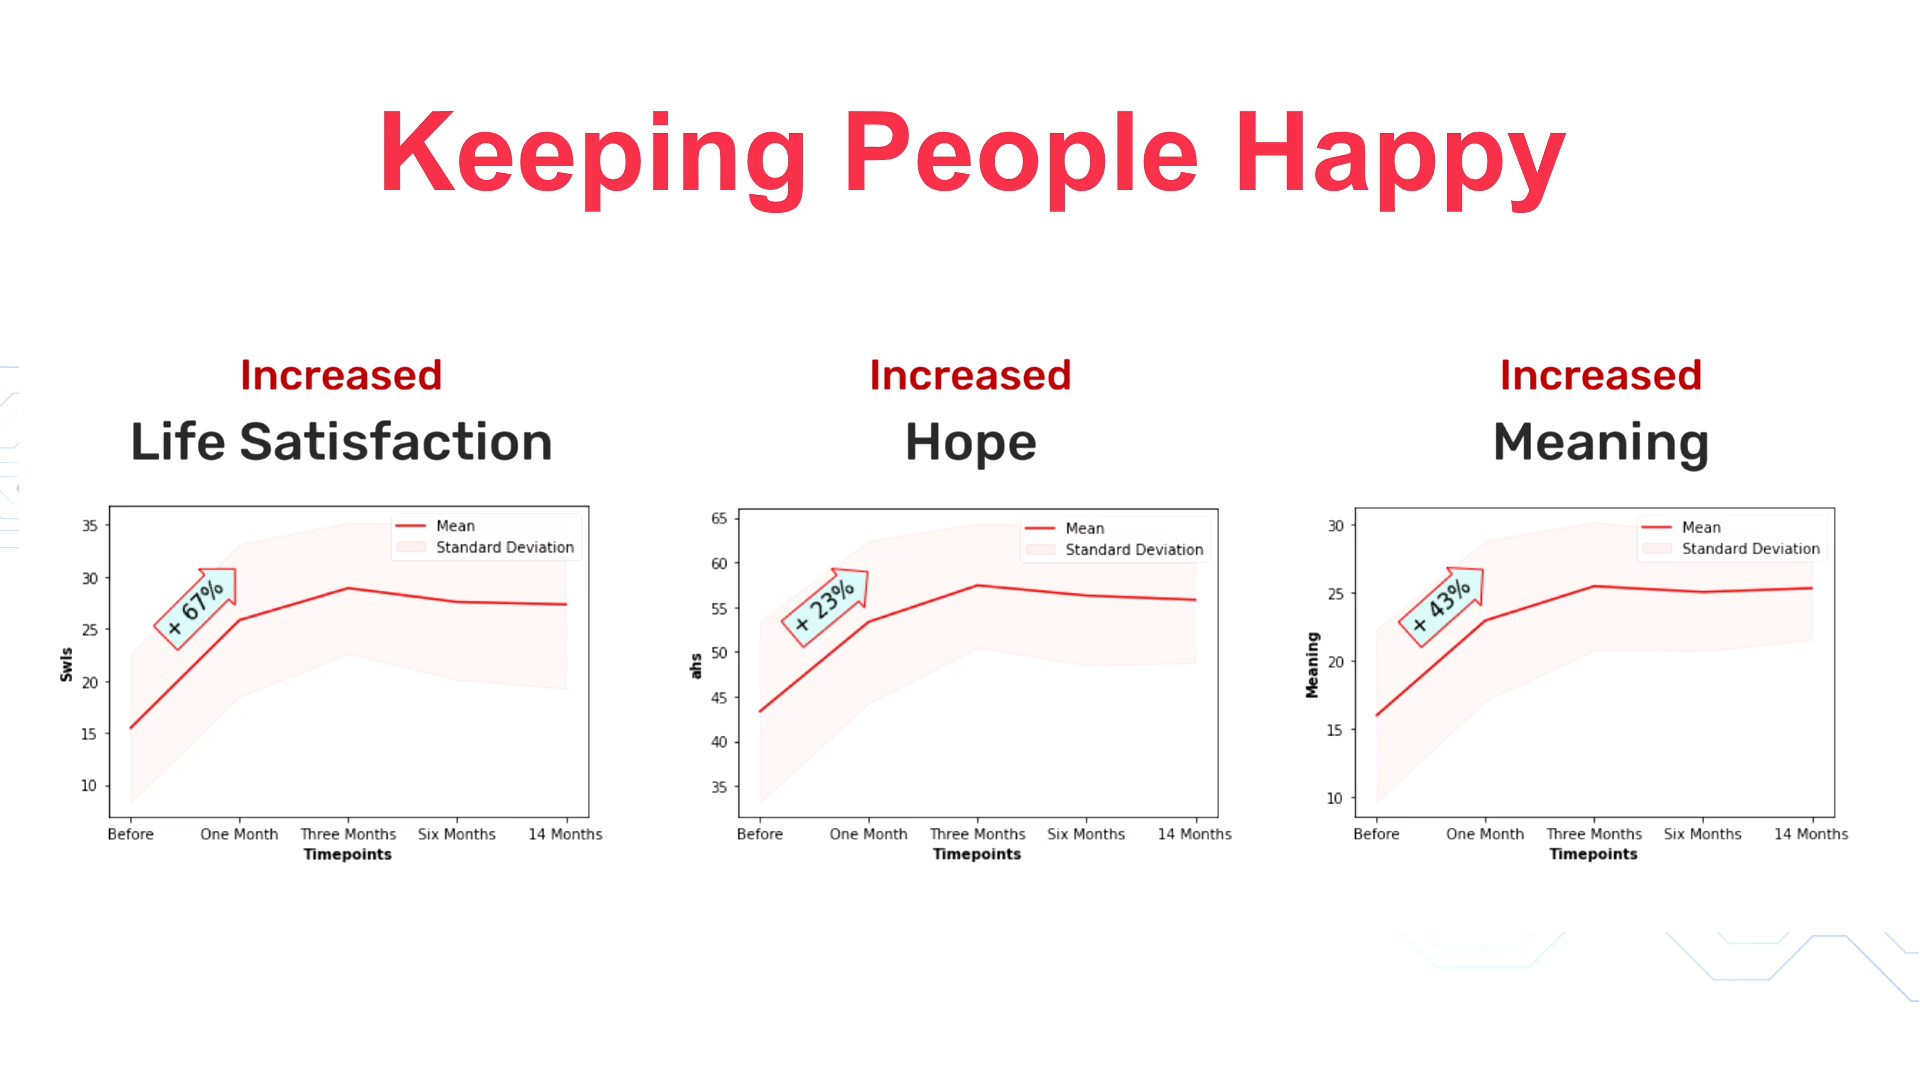 Keeping People Happy
Increased
Life Satisfaction
Increased
Hope
Increased
Meaning
Mean
Standard Deviation
+ 67%
35
30
25
20
15
10
Swls
Before
One Month
Three Months
Six Months
14 Months
Timepoints
Mean
Standard Deviation
+ 23%
65
60
55
50
45
40
35
ahs
Before
One Month
Three Months
Six Months
14 Months
Timepoints
Mean
Standard Deviation
+ 43%
30
25
20
15
10
Meaning
Before
One Month
Three Months
Six Months
14 Months
Timepoints